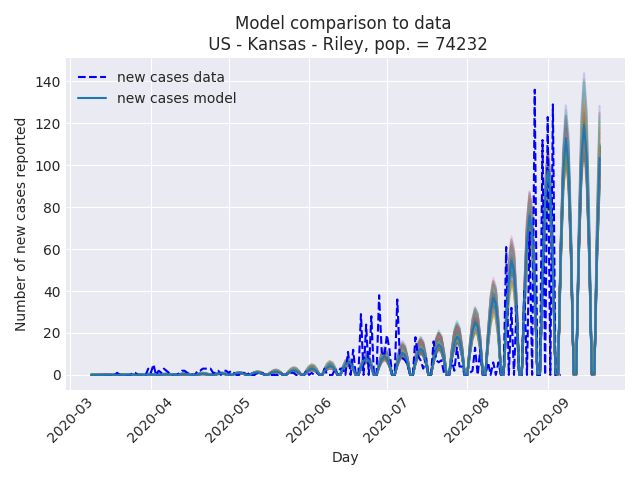 Model comparison to data
US - Kansas - Riley, pop. = 74232
new cases data
new cases model
Number of new cases reported
140
120
100
80
60
40
20
0
2020-03
2020-04
2020-05
2020-06
2020-07
2020-08
2020-09
Day